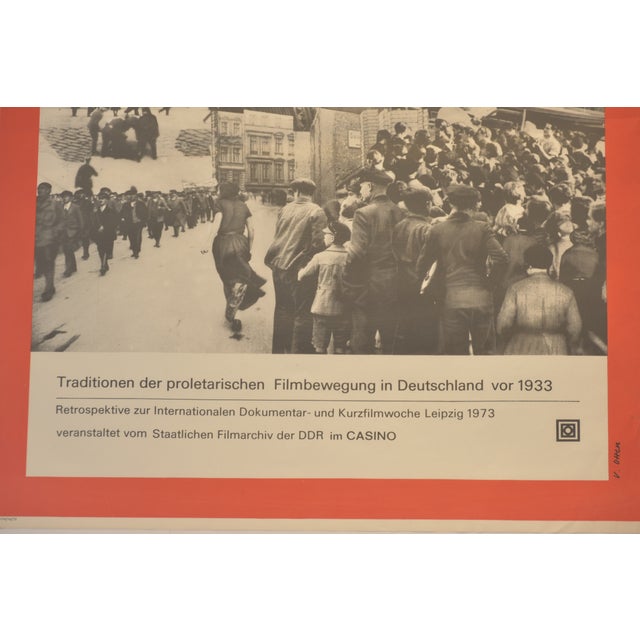 Traditionen der proletarischen Filmbewegung in Deutschland vor 1933
Retrospektive zur Internationalen Dokumentar- und Kurzfilmwoche Leipzig 1973
veranstaltet vom Staatlichen Filmarchiv der DDR im CASINO